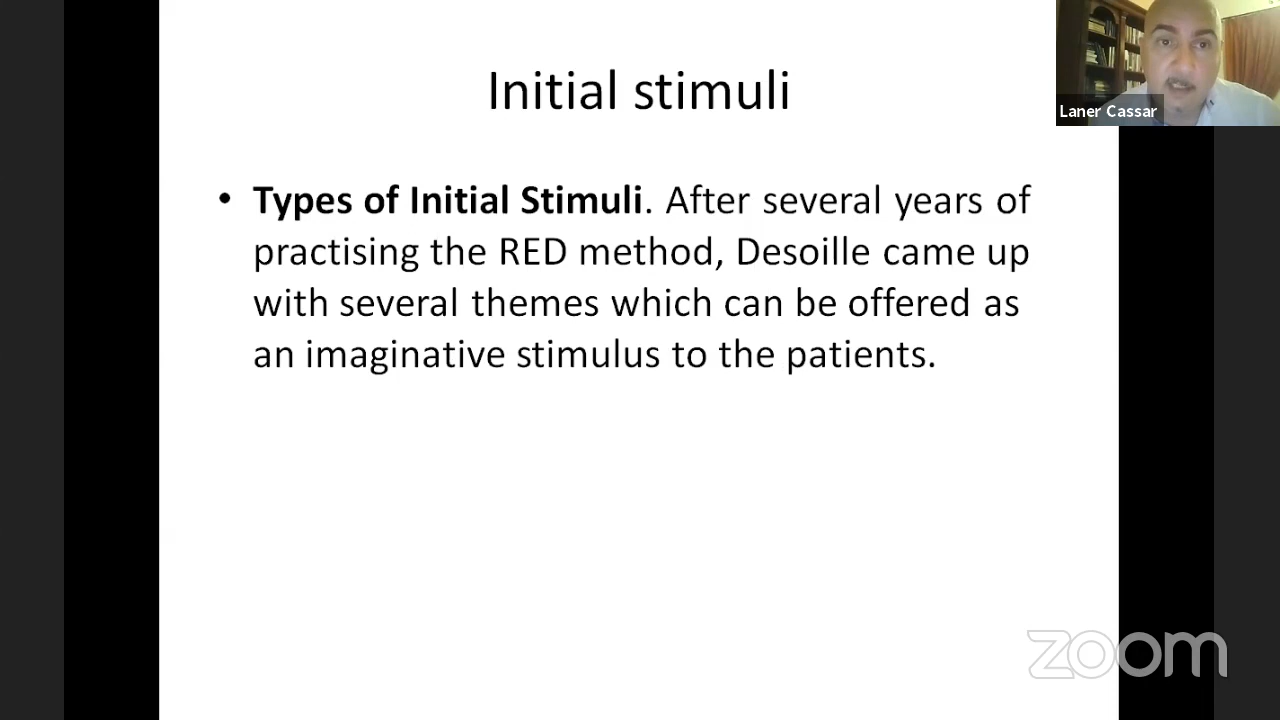 Initial stimuli
Laner Cassar
• Types of Initial Stimuli. After several years of
practising the RED method, Desoille came up
with several themes which can be offered as
an imaginative stimulus to the patients.
zoom